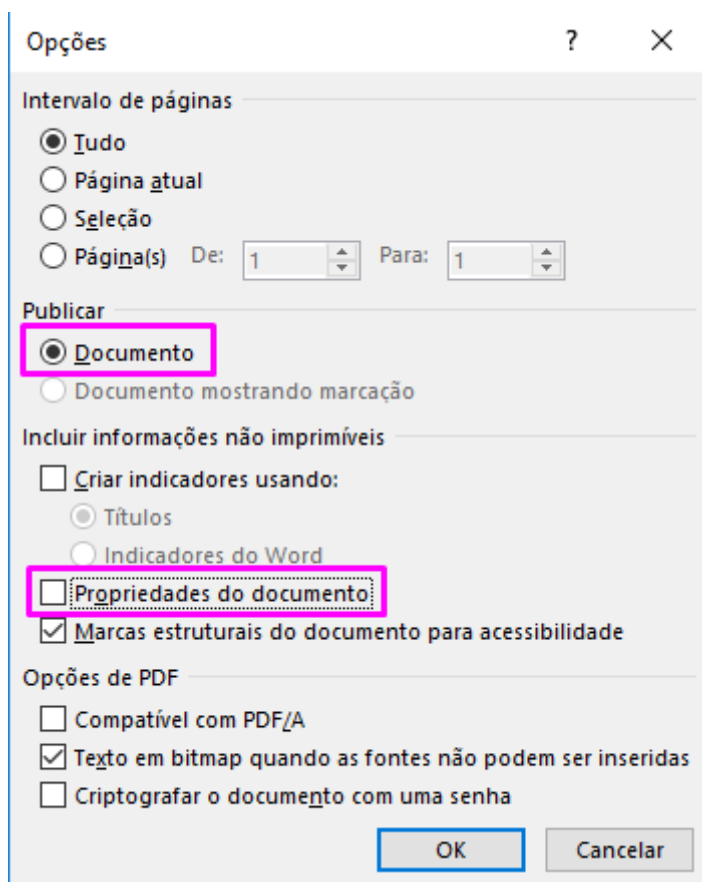 Opções ?
Intervalo de páginas
Tudo
Página atual
Seleção
Página(s) De: 1 Para: 1
Publicar
Documento
Documento mostrando marcação
Incluir informações não imprimíveis
Criar indicadores usando:
Títulos
Indicadores do Word
Propriedades do documento
Marcas estruturais do documento para acessibilidade
Opções de PDF
Compatível com PDF/A
Texto em bitmap quando as fontes não podem ser inseridas
Criptografar o documento com uma senha
OK Cancelar